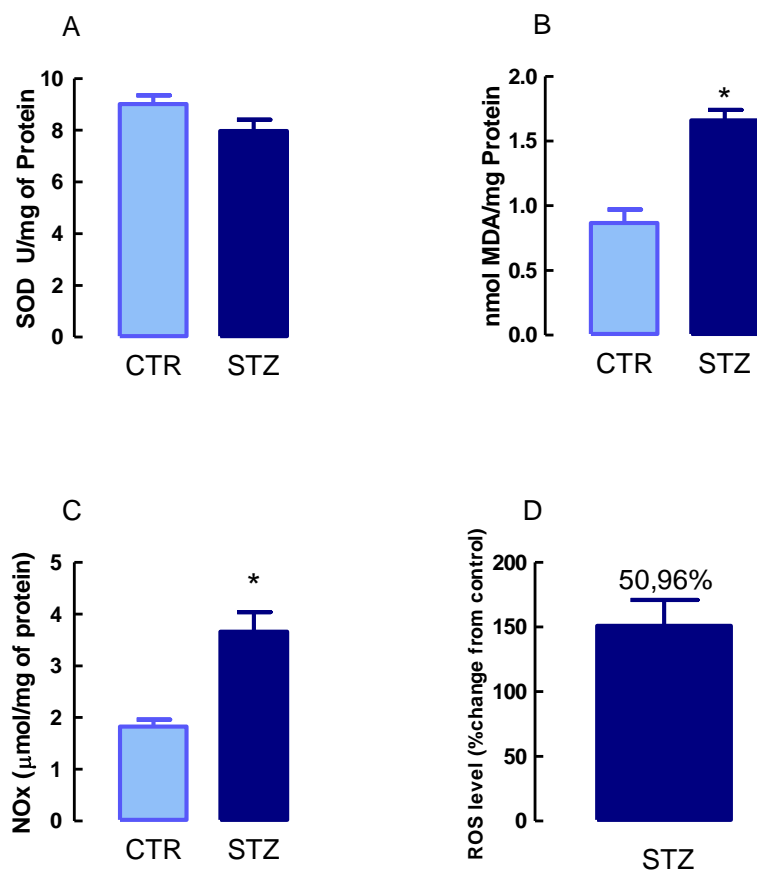 A
SOD U/mg of Protein
10
8
6
4
2
0
CTR STZ
B
nmol MDA/mg Protein
2.0
1.5
1.0
0.5
0.0
*
CTR STZ
C
NOx (μmol/mg of protein)
5
4
3
2
1
0
*
CTR STZ
D
ROS level (%change from control)
200
150
100
50
0
50,96%
STZ